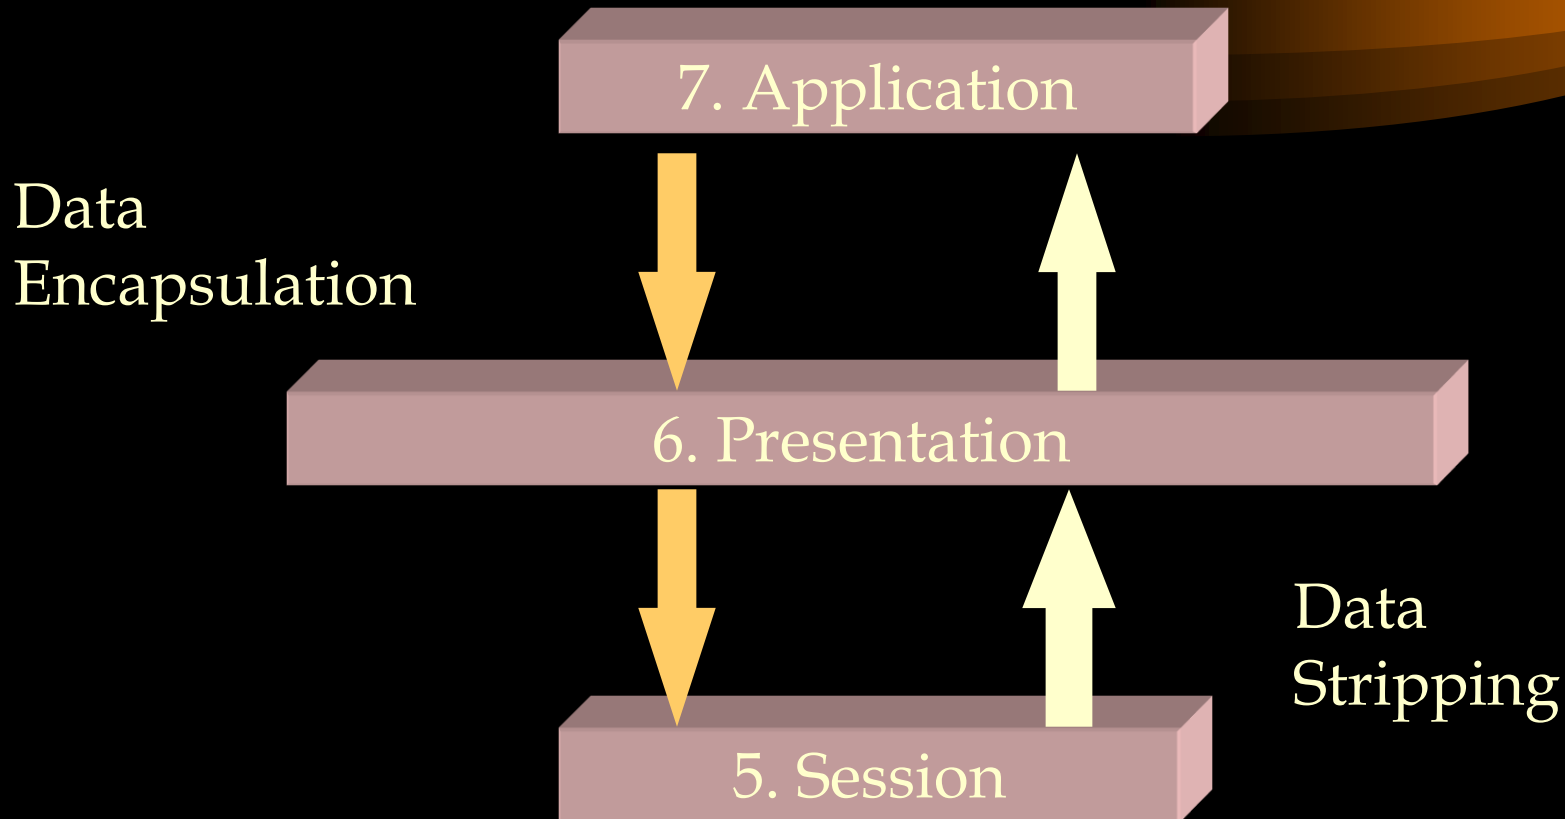 7. Application
Data
Encapsulation
6. Presentation
Data
Stripping
5. Session